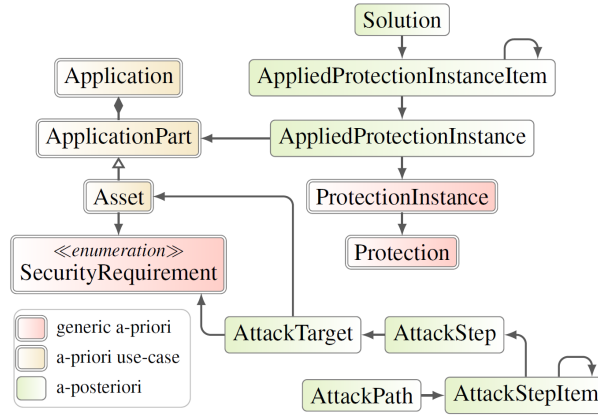 Solution
Application
AppliedProtectionInstanceItem
ApplicationPart
AppliedProtectionInstance
Asset
ProtectionInstance
≪enumeration≫
SecurityRequirement
Protection
generic a-priori
a-priori use-case
a-posteriori
AttackTarget
AttackStep
AttackPath
AttackStepItem